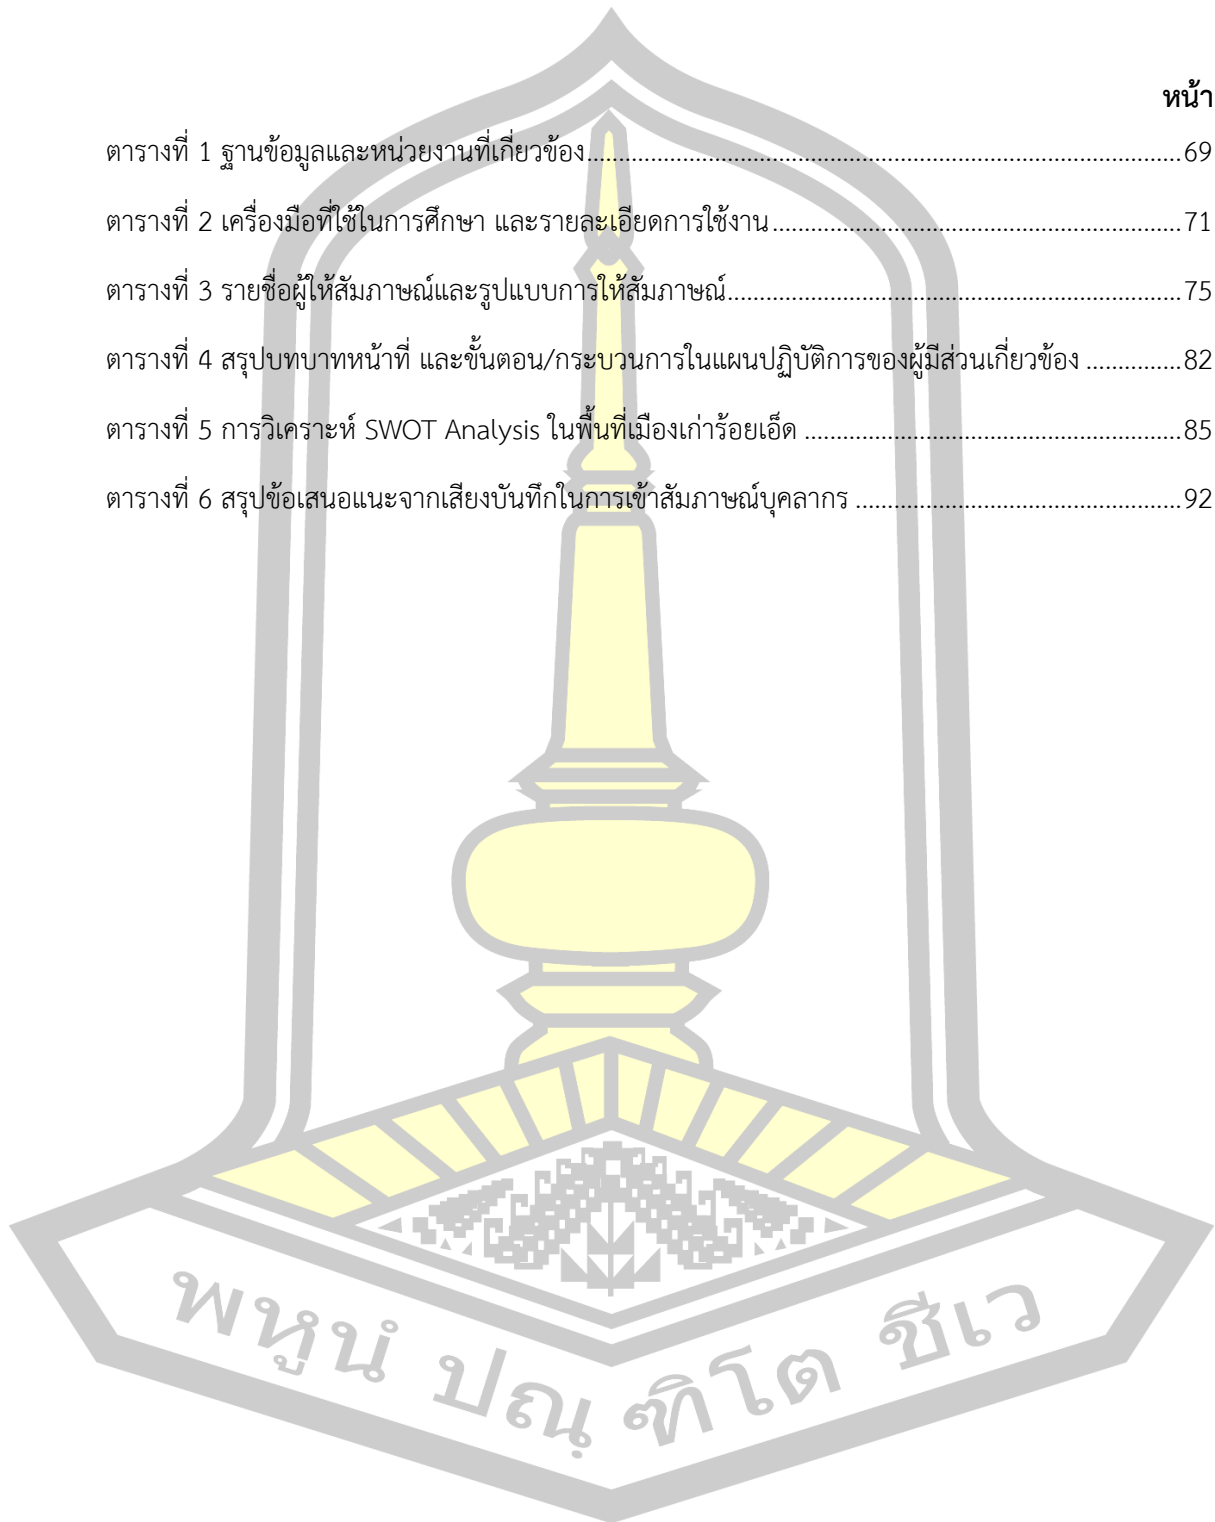 หน้า
ตารางที่ 1 ฐานข้อมูลและหน่วยงานที่เกี่ยวข้อง.......................................................................................69
ตารางที่ 2 เครื่องมือที่ใช้ในการศึกษา และรายละเอียดการใช้งาน............................................................71
ตารางที่ 3 รายชื่อผู้ให้สัมภาษณ์และรูปแบบการให้สัมภาษณ์...................................................................75
ตารางที่ 4 สรุปบทบาทหน้าที่ และขั้นตอน/กระบวนการในแผนปฏิบัติการของผู้มีส่วนเกี่ยวข้อง ..............82
ตารางที่ 5 การวิเคราะห์ SWOT Analysis ในพื้นที่เมืองเก่าร้อยเอ็ด ........................................................85
ตารางที่ 6 สรุปข้อเสนอแนะจากเสียงบันทึกในการเข้าสัมภาษณ์บุคลากร ................................................92
พหูนํ ปณฺ ฑิโต ชีเว